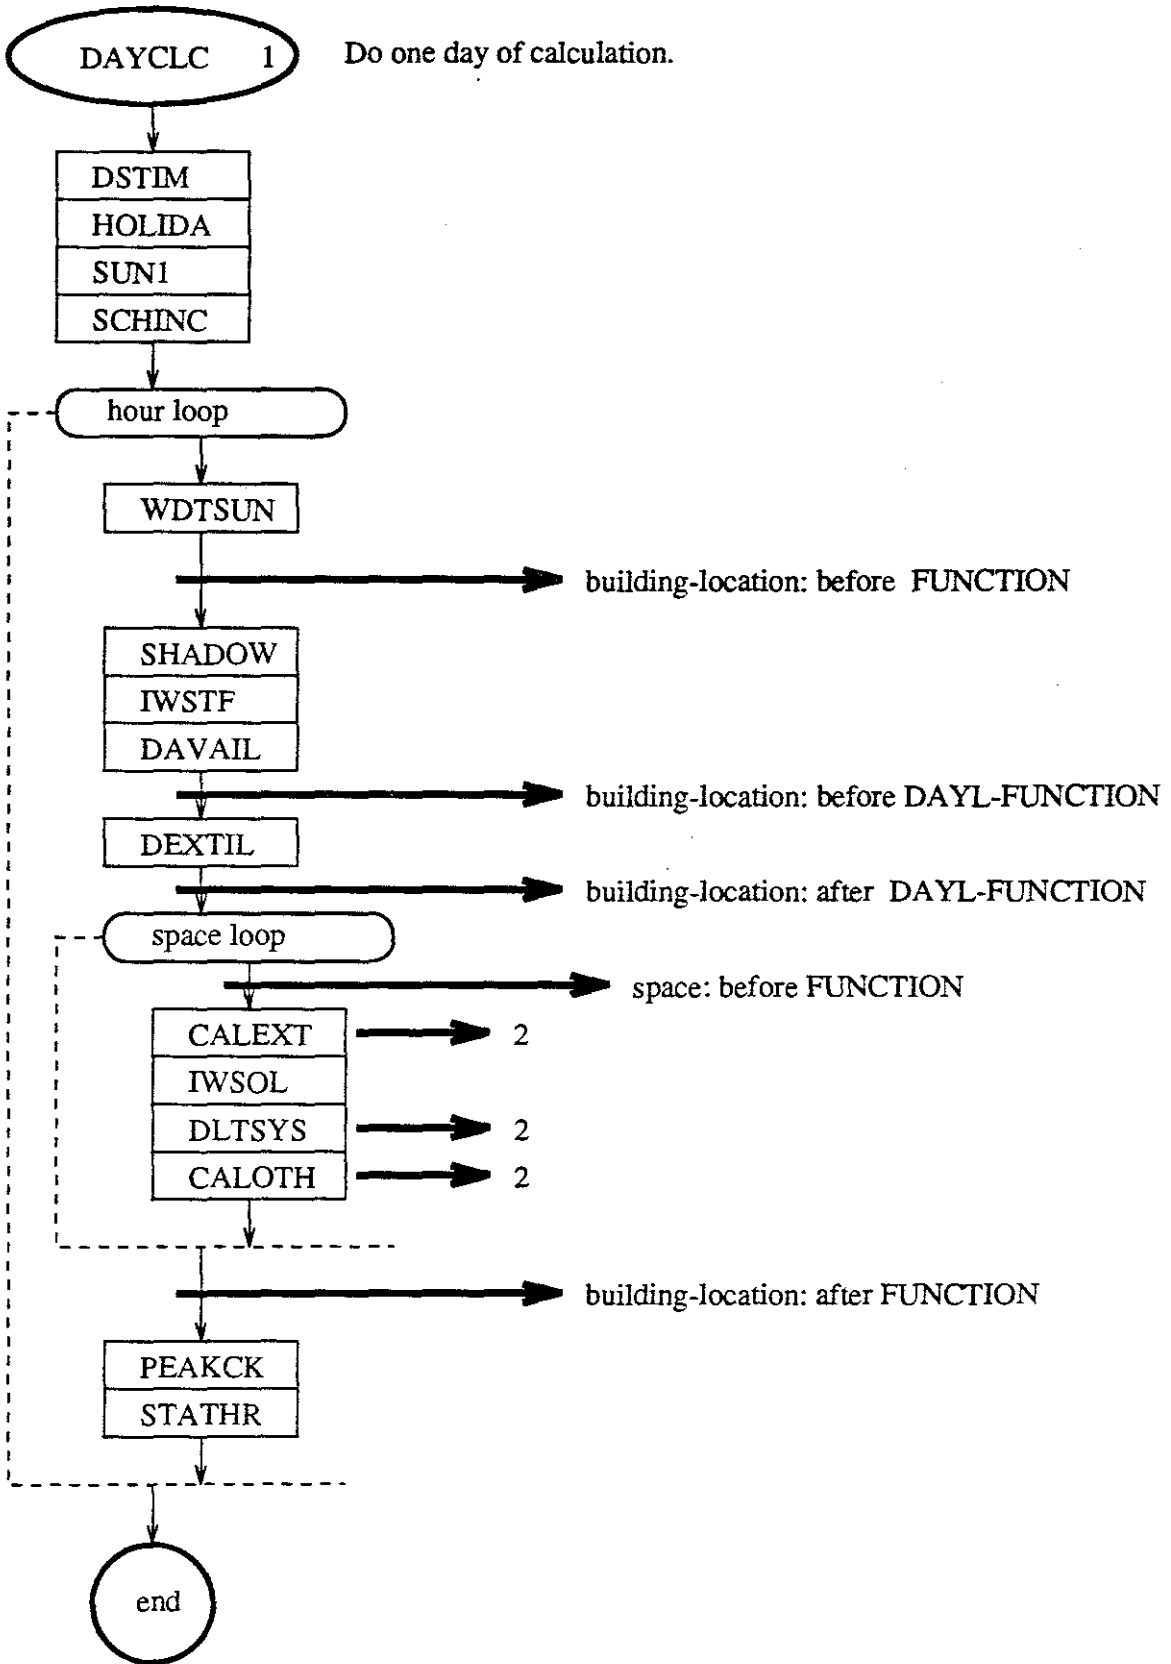 DAYCLC 1 Do one day of calculation.
DSTIM
HOLIDA
SUN1
SCHINC
hour loop
WDTSUN
building-location: before FUNCTION
SHADOW
IWSTF
DAVAIL
building-location: before DAYL-FUNCTION
DEXTIL
building-location: after DAYL-FUNCTION
space loop
space: before FUNCTION
CALEXT 2
IWSOL
DLTSYS 2
CALOTH 2
building-location: after FUNCTION
PEAKCK
STATHR
end